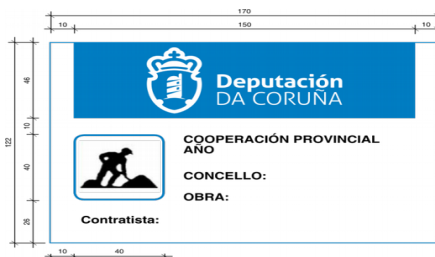 170
10 150 10
Deputación
DA CORUÑA
46
10
122
40
26
COOPERACIÓN PROVINCIAL
AÑO
CONCELLO:
OBRA:
Contratista:
10 40